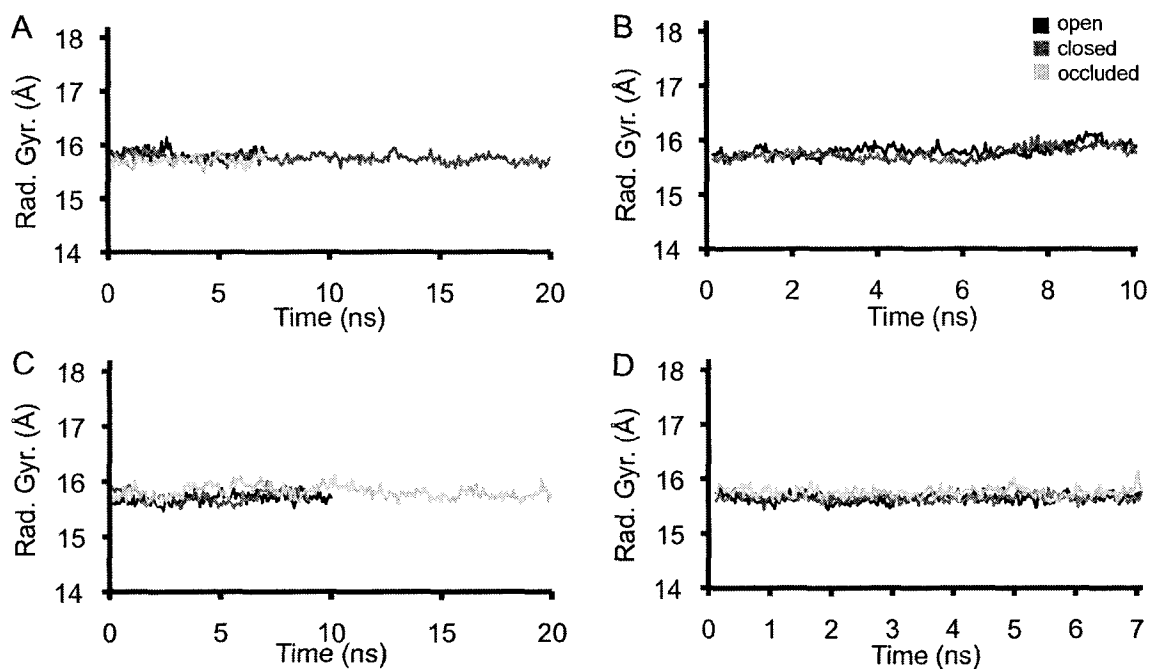 A
Rad. Gyr. (Å)
18
17
16
15
14
0 5 10 15 20
Time (ns)
B
open
closed
occluded
Rad. Gyr. (Å)
18
17
16
15
14
0 2 4 6 8 10
Time (ns)
C
Rad. Gyr. (Å)
18
17
16
15
14
0 5 10 15 20
Time (ns)
D
Rad. Gyr. (Å)
18
17
16
15
14
0 1 2 3 4 5 6 7
Time (ns)